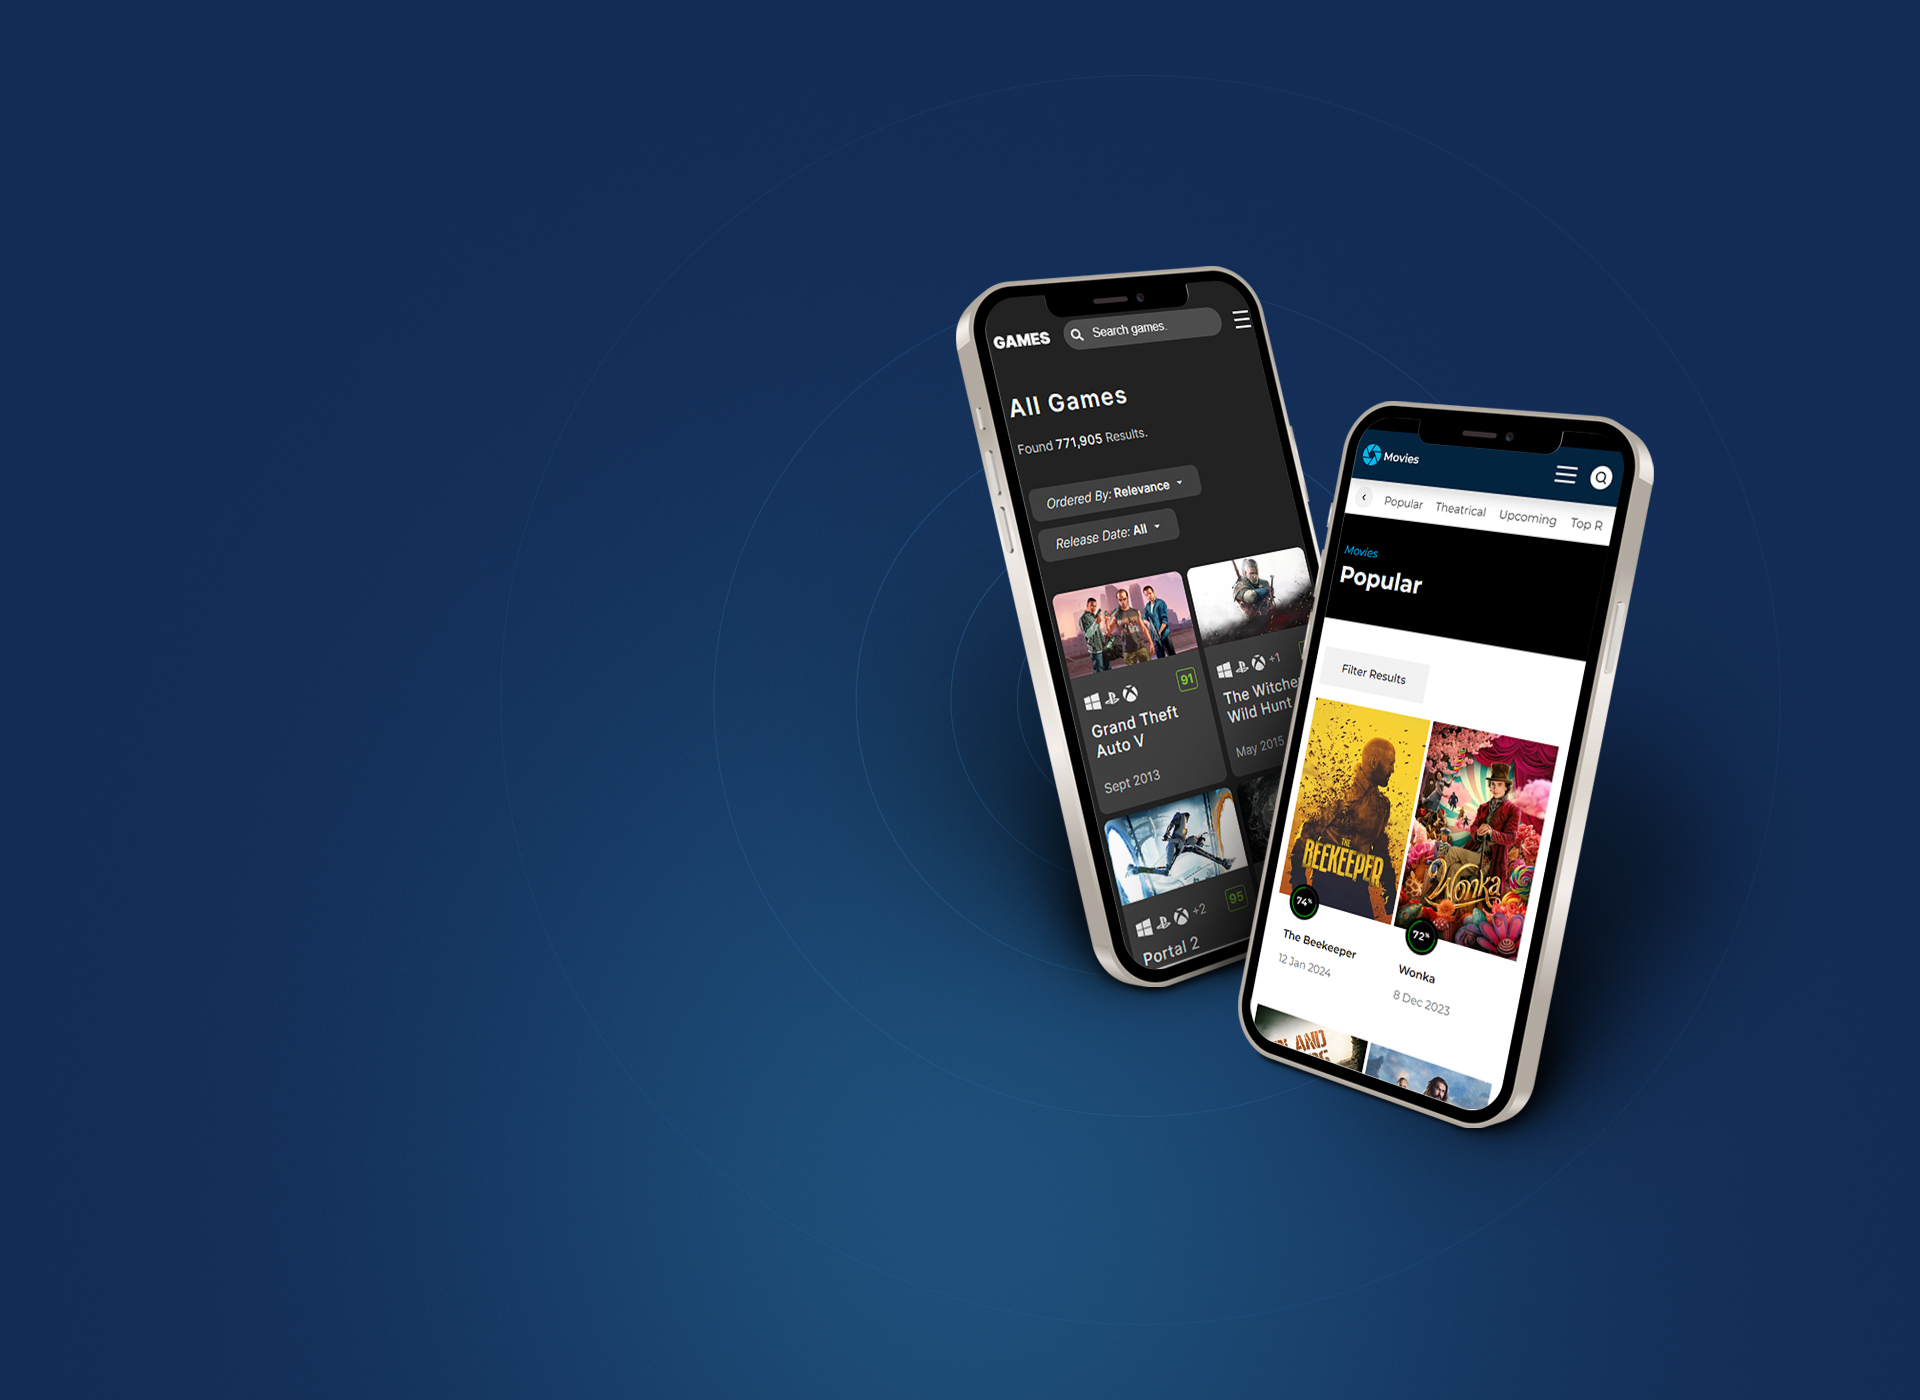 GAMES
Search games.
All Games
Found 771,905 Results.
Ordered By: Relevance
Release Date: All
91
Grand Theft
Auto V
Sept 2013
+1
The Witche
Wild Hunt
May 2015
+2
95
Portal 2
Movies
Popular Theatrical Upcoming Top R
Movies
Popular
Filter Results
THE
BEEKEEPER
74%
The Beekeeper
12 Jan 2024
Wonka
72%
Wonka
8 Dec 2023
AND